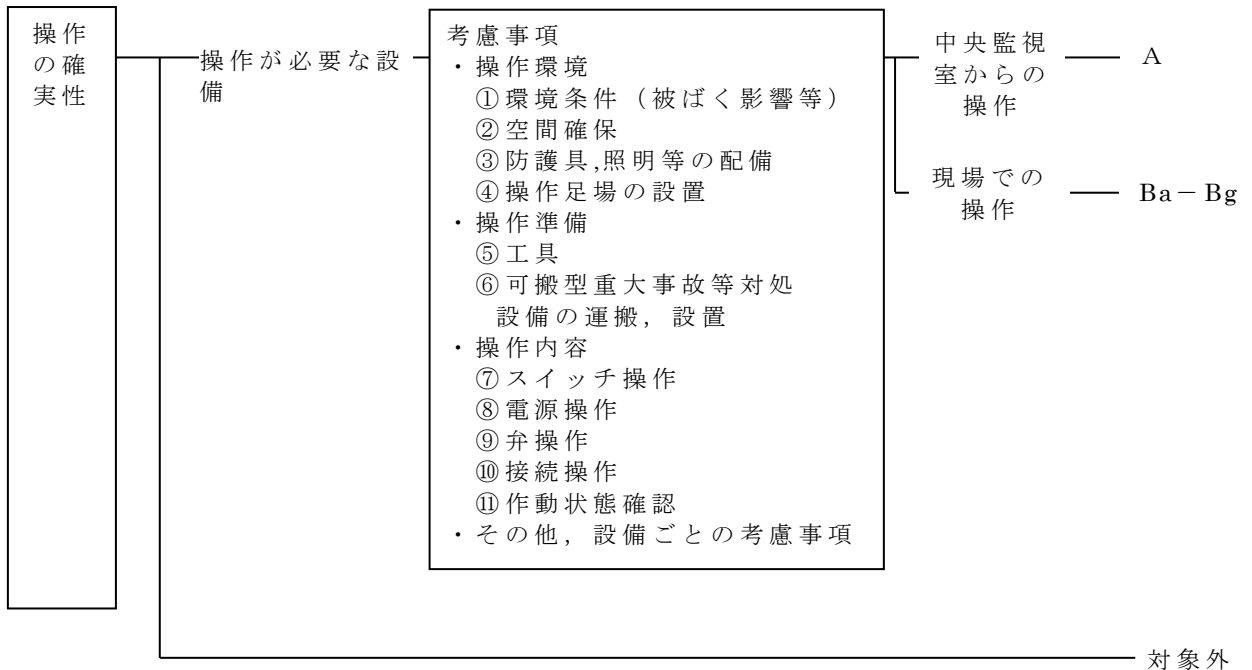 操作
の確
実性
操作が必要な設
備
考慮事項
・操作環境
①環境条件（被ばく影響等）
②空間確保
③防護具,照明等の配備
④操作足場の設置
・操作準備
⑤工具
⑥可搬型重大事故等対処
設備の運搬，設置
・操作内容
⑦スイッチ操作
⑧電源操作
⑨弁操作
⑩接続操作
⑪作動状態確認
・その他，設備ごとの考慮事項
中央監視
室からの
操作
A
現場での
操作
Ba－Bg
対象外